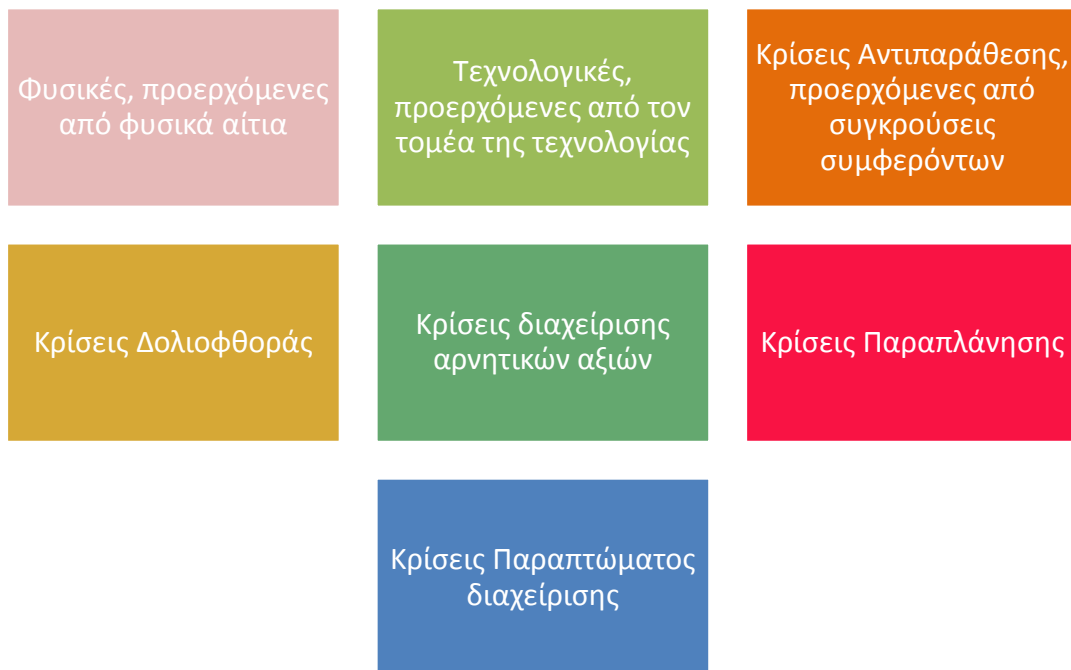 Φυσικές, προερχόμενες
από φυσικά αίτια
Τεχνολογικές,
προερχόμενες από τον
τομέα της τεχνολογίας
Κρίσεις Αντιπαράθεσης,
προερχόμενες από
συγκρούσεις
συμφερόντων
Κρίσεις Δολιοφθοράς
Κρίσεις διαχείρισης
αρνητικών αξιών
Κρίσεις Παραπλάνησης
Κρίσεις Παραπτώματος
διαχείρισης